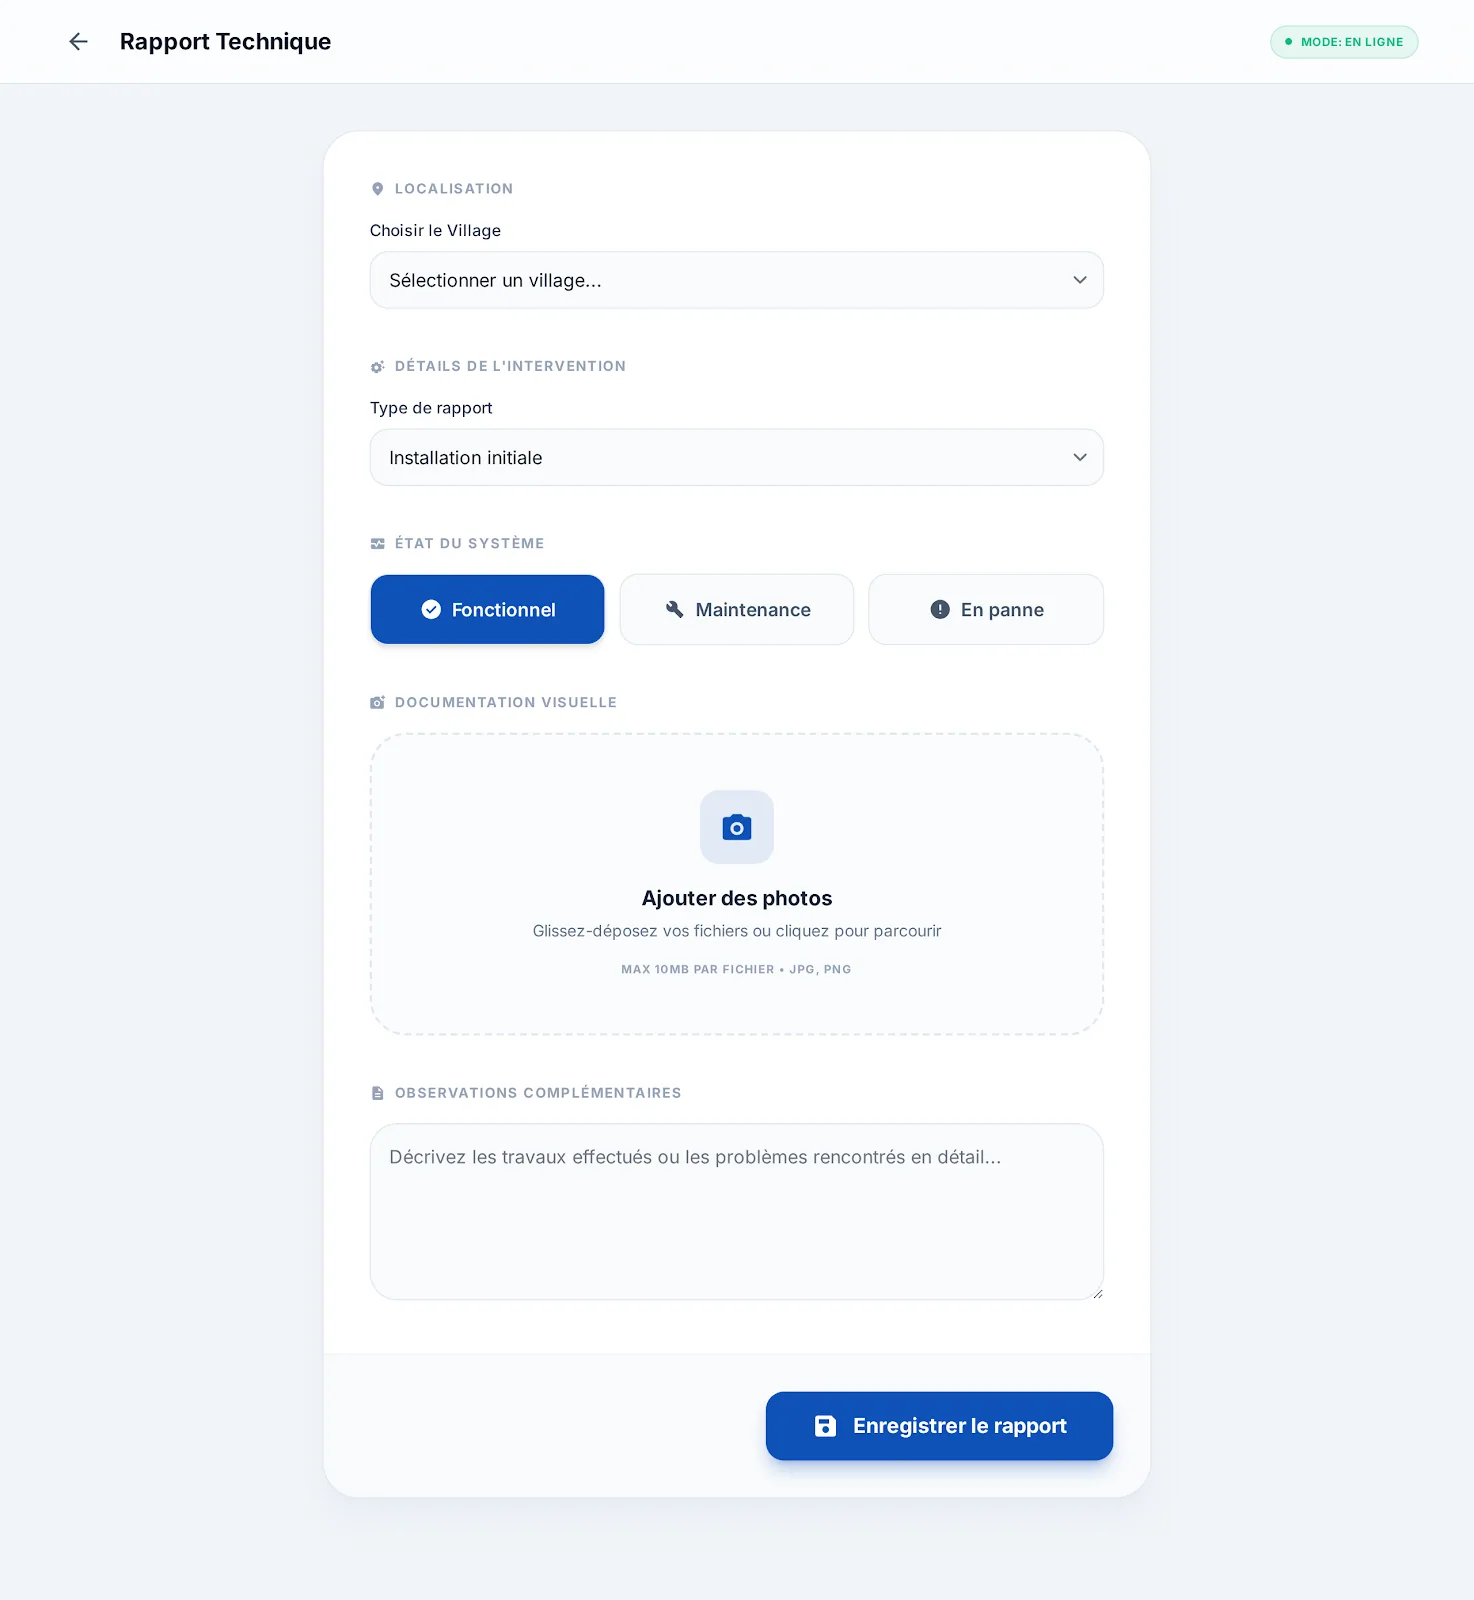 Rapport Technique
MODE: EN LIGNE
LOCALISATION
Choisir le Village
Sélectionner un village...
DÉTAILS DE L'INTERVENTION
Type de rapport
Installation initiale
ÉTAT DU SYSTÈME
Fonctionnel
Maintenance
En panne
DOCUMENTATION VISUELLE
Ajouter des photos
Glissez-déposez vos fichiers ou cliquez pour parcourir
MAX 10MB PAR FICHIER • JPG, PNG
OBSERVATIONS COMPLÉMENTAIRES
Décrivez les travaux effectués ou les problèmes rencontrés en détail...
Enregistrer le rapport